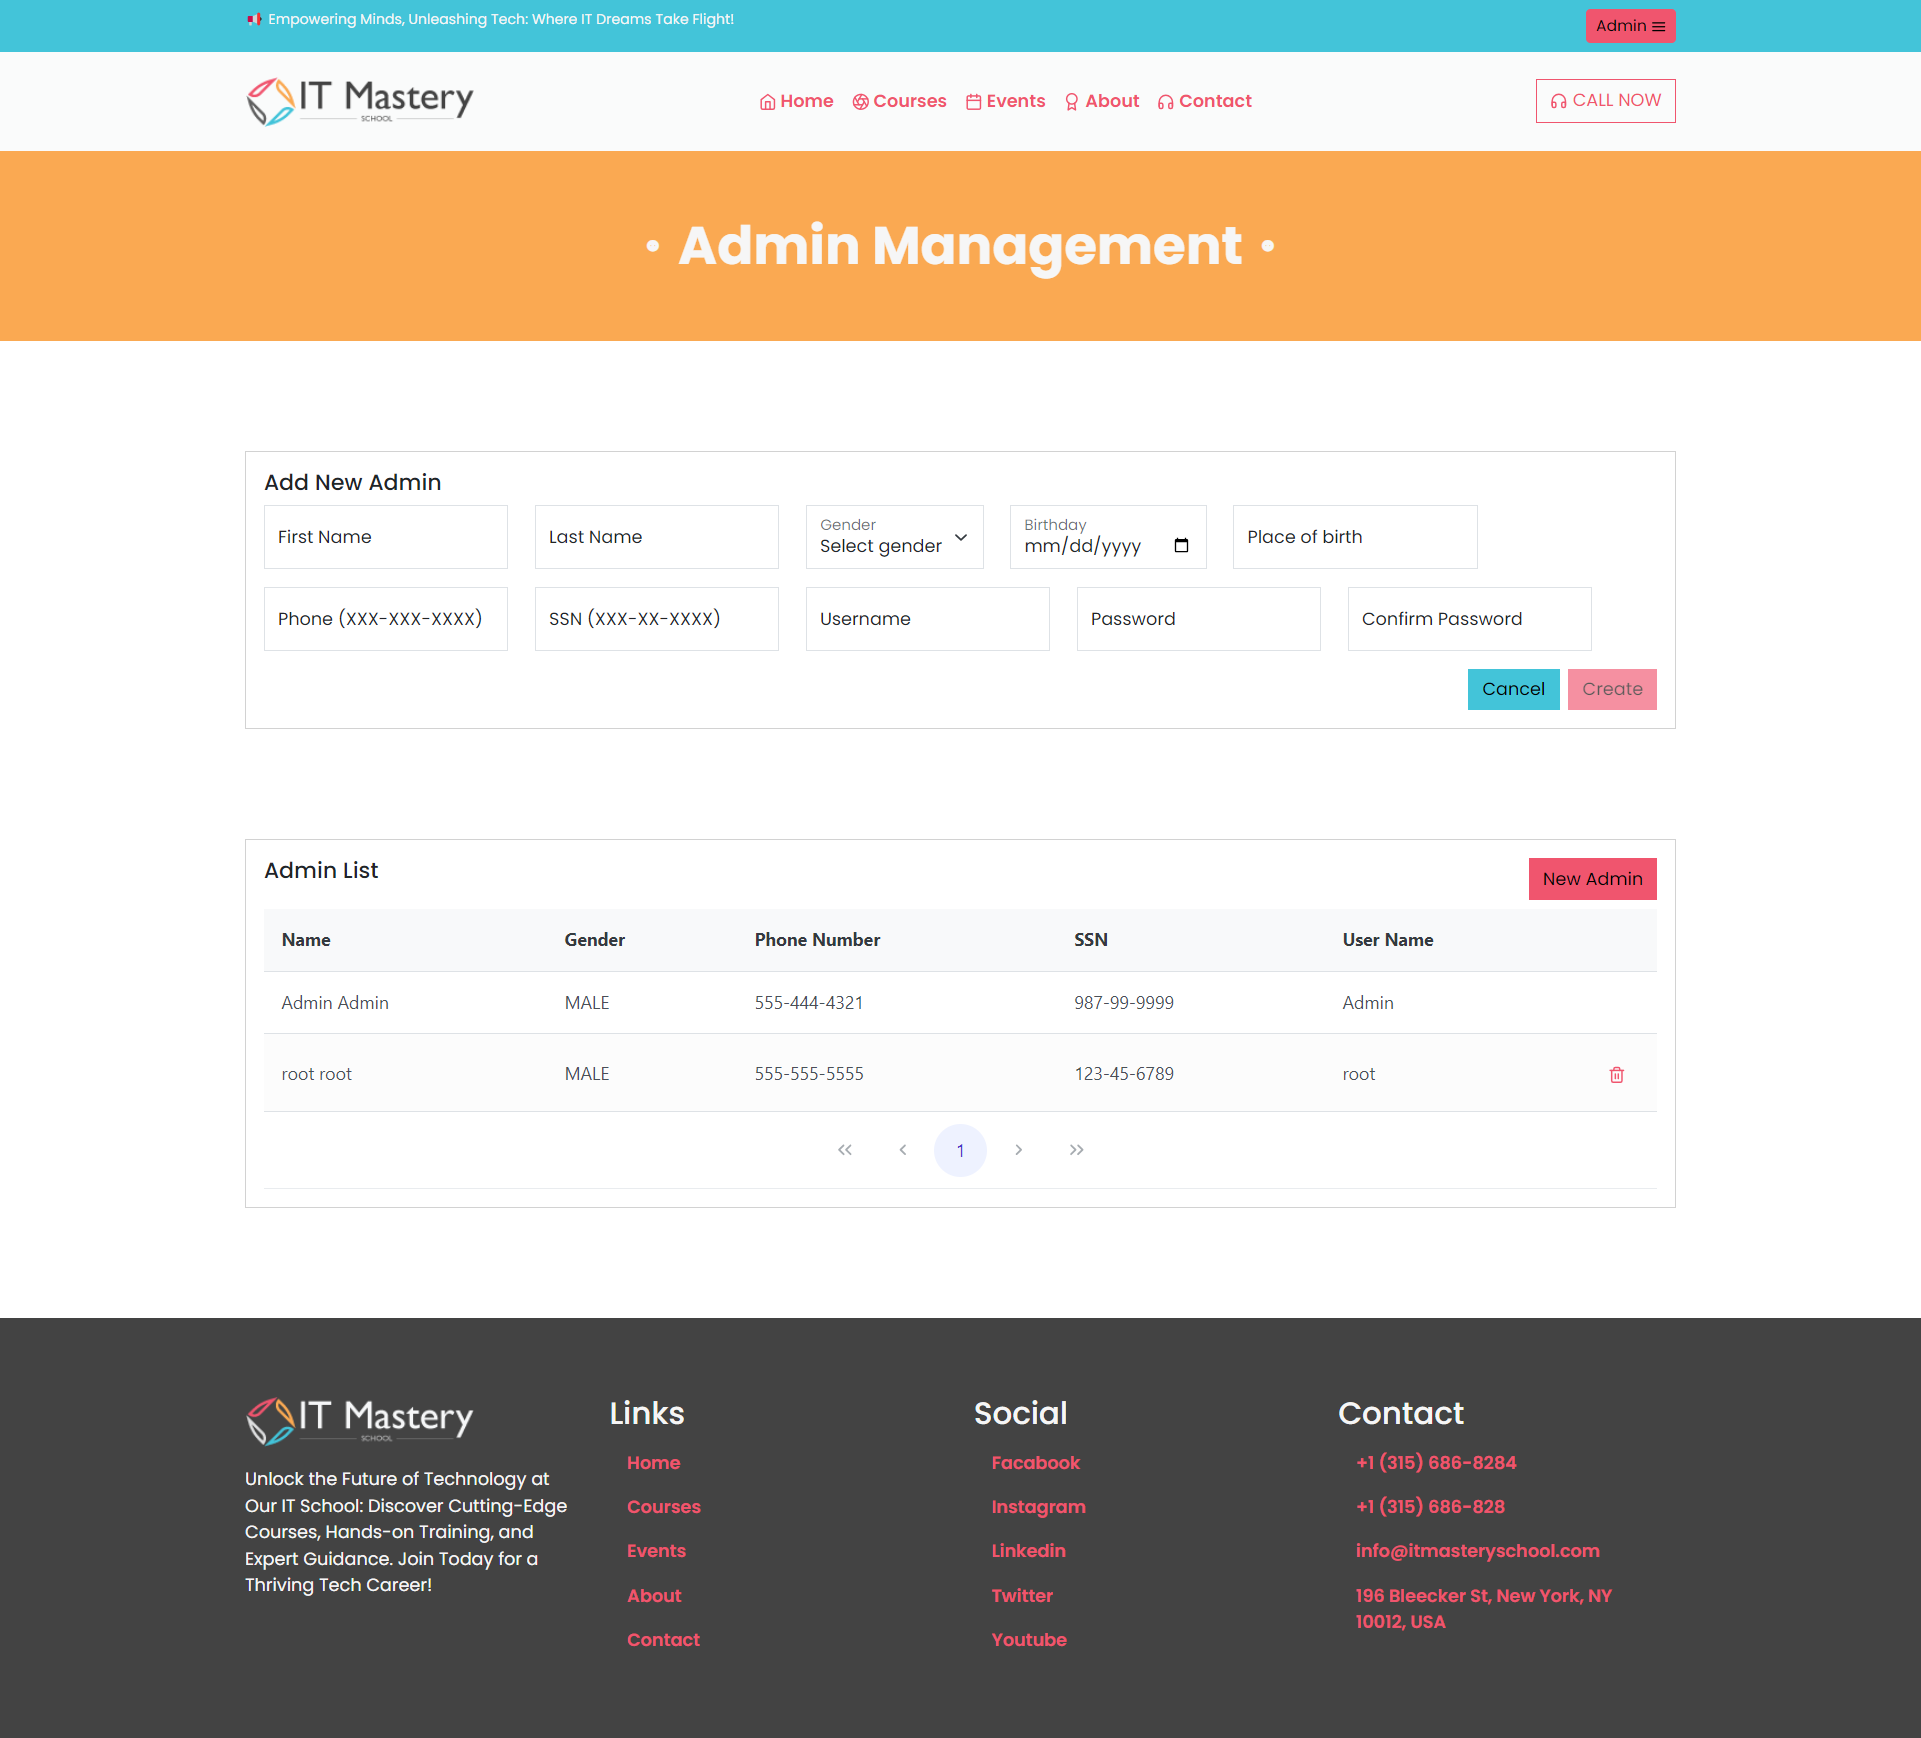 Empowering Minds, Unleashing Tech: Where IT Dreams Take Flight!
Admin
IT Mastery
SCHOOL
Home Courses Events About Contact
CALL NOW
• Admin Management •
Add New Admin
First Name
Last Name
Gender
Select gender
Birthday
mm/dd/yyyy
Place of birth
Phone (XXX-XXX-XXXX)
SSN (XXX-XX-XXXX)
Username
Password
Confirm Password
Cancel
Create
Admin List
New Admin
Name Gender Phone Number SSN User Name
Admin Admin MALE 555-444-4321 987-99-9999 Admin
root root MALE 555-555-5555 123-45-6789 root
1
IT Mastery
SCHOOL
Unlock the Future of Technology at
Our IT School: Discover Cutting-Edge
Courses, Hands-on Training, and
Expert Guidance. Join Today for a
Thriving Tech Career!
Links
Home
Courses
Events
About
Contact
Social
Facabook
Instagram
Linkedin
Twitter
Youtube
Contact
+1 (315) 686-8284
+1 (315) 686-828
info@itmasteryschool.com
196 Bleecker St, New York, NY
10012, USA